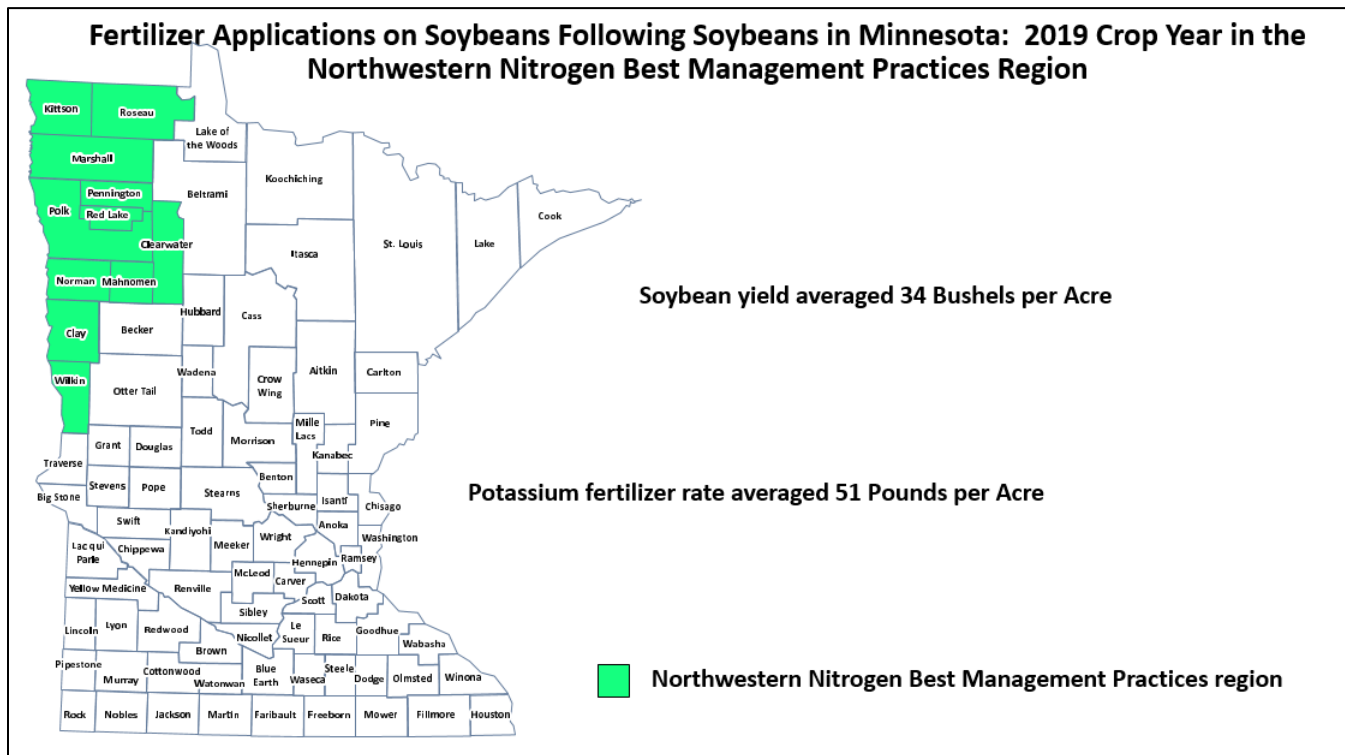 Fertilizer Applications on Soybeans Following Soybeans in Minnesota:  2019 Crop Year in the
Northwestern Nitrogen Best Management Practices Region
Kittson
Roseau
Lake of
the Woods
Marshall
Koochiching
Pennington
Beltrami
Polk
Red Lake
Cook
Clearwater
St. Louis
Lake
Itasca
Norman
Mahnomen
Soybean yield averaged 34 Bushels per Acre
Hubbard
Cass
Clay
Becker
Wadena
Aitkin
Carlton
Wilkin
Crow
Wing
Otter Tail
Mille
Lacs
Pine
Todd
Morrison
Grant
Douglas
Kanabec
Traverse
Benton
Stevens
Pope
Stearns
Potassium fertilizer rate averaged 51 Pounds per Acre
Big Stone
Isanti
Sherburne
Chisago
Swift
Anoka
Kandiyohi
Wright
Washington
Lac qui
Parle
Chippewa
Meeker
Hennepin
Ramsey
McLeod
Carver
Yellow Medicine
Renville
Scott
Dakota
Sibley
Lincoln
Lyon
Redwood
Nicollet
Le
Sueur
Rice
Goodhue
Wabasha
Brown
Pipestone
Murray
Cottonwood
Watonwan
Blue
Earth
Waseca
Steele
Dodge
Olmsted
Winona
Northwestern Nitrogen Best Management Practices region
Rock
Nobles
Jackson
Martin
Faribault
Freeborn
Mower
Fillmore
Houston